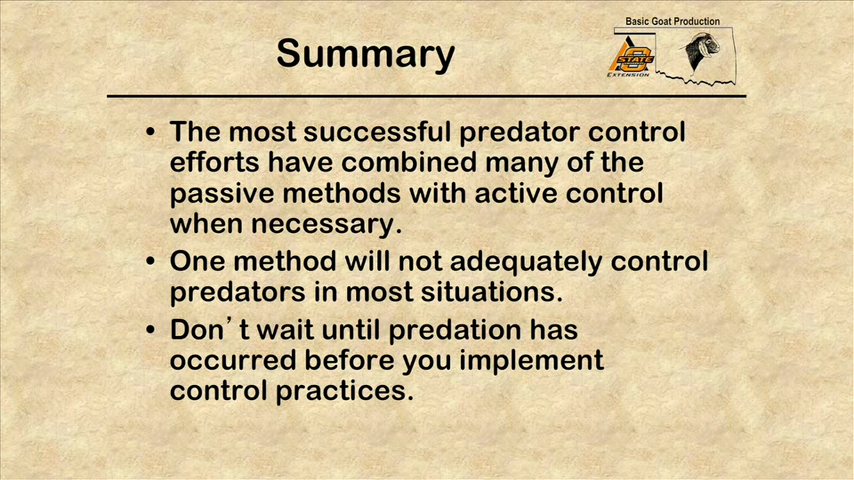 Basic Goat Production
Summary
STATE
EXTENSION
• The most successful predator control
efforts have combined many of the
passive methods with active control
when necessary.
• One method will not adequately control
predators in most situations.
• Don't wait until predation has
occurred before you implement
control practices.